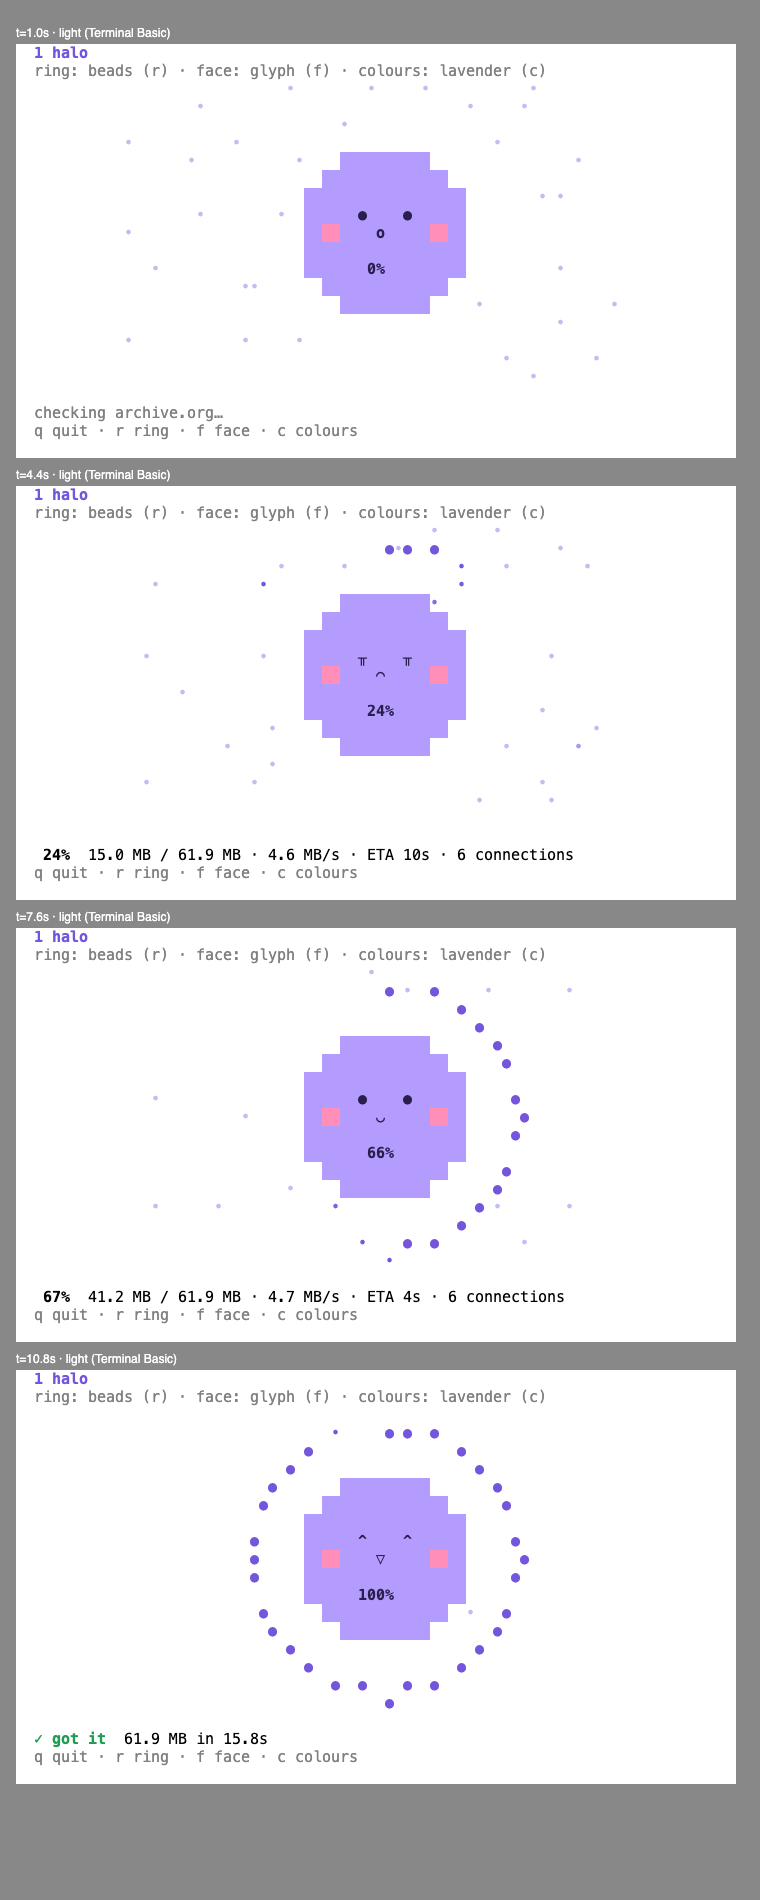 t=1.0s · light (Terminal Basic)
1 halo
ring: beads (r) · face: glyph (f) · colours: lavender (c)
o
0%
checking archive.org…
q quit · r ring · f face · c colours
t=4.4s · light (Terminal Basic)
1 halo
ring: beads (r) · face: glyph (f) · colours: lavender (c)
╥ ╥
⌒
24%
24% 15.0 MB / 61.9 MB · 4.6 MB/s · ETA 10s · 6 connections
q quit · r ring · f face · c colours
t=7.6s · light (Terminal Basic)
1 halo
ring: beads (r) · face: glyph (f) · colours: lavender (c)
● ●
◡
66%
67% 41.2 MB / 61.9 MB · 4.7 MB/s · ETA 4s · 6 connections
q quit · r ring · f face · c colours
t=10.8s · light (Terminal Basic)
1 halo
ring: beads (r) · face: glyph (f) · colours: lavender (c)
^ ^
▽
100%
✓ got it 61.9 MB in 15.8s
q quit · r ring · f face · c colours